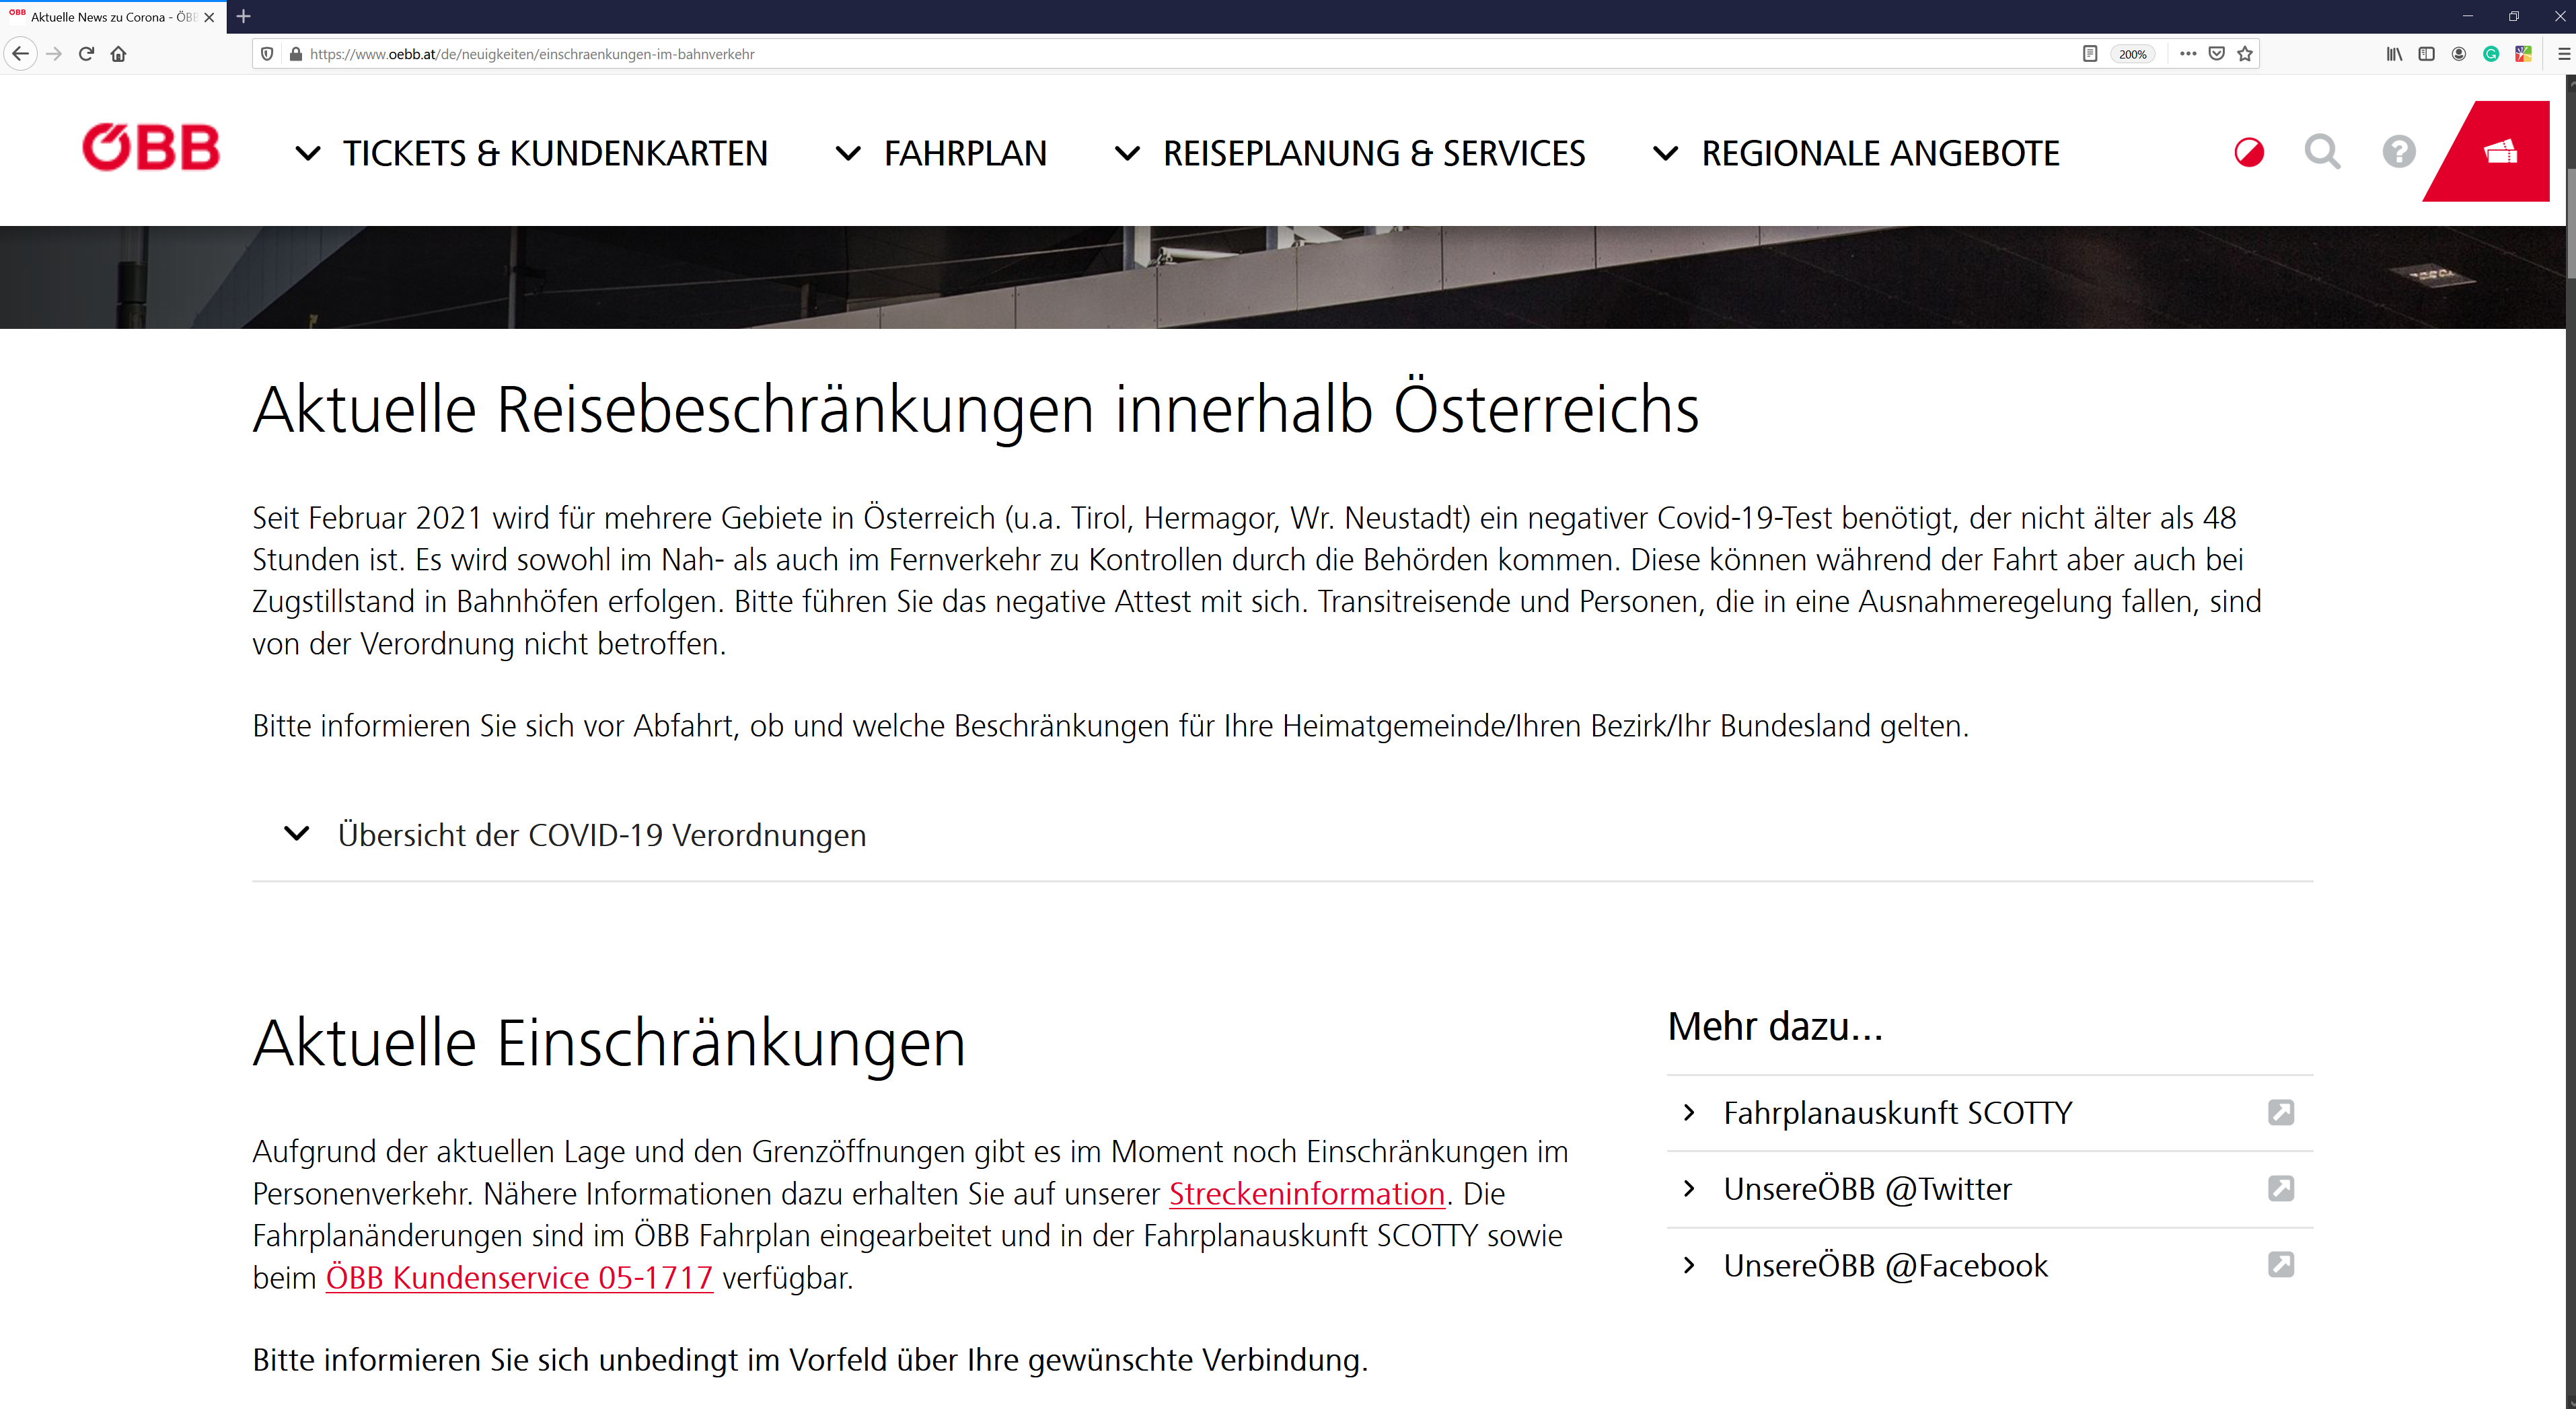 ÖBB
Aktuelle News zu Corona - ÖBB
https://www.oebb.at/de/neuigkeiten/einschraenkungen-im-bahnverkehr
200%
ÖBB
TICKETS & KUNDENKARTEN
FAHRPLAN
REISEPLANUNG & SERVICES
REGIONALE ANGEBOTE
Aktuelle Reisebeschränkungen innerhalb Österreichs
Seit Februar 2021 wird für mehrere Gebiete in Österreich (u.a. Tirol, Hermagor, Wr. Neustadt) ein negativer Covid-19-Test benötigt, der nicht älter als 48
Stunden ist. Es wird sowohl im Nah- als auch im Fernverkehr zu Kontrollen durch die Behörden kommen. Diese können während der Fahrt aber auch bei
Zugstillstand in Bahnhöfen erfolgen. Bitte führen Sie das negative Attest mit sich. Transitreisende und Personen, die in eine Ausnahmeregelung fallen, sind
von der Verordnung nicht betroffen.
Bitte informieren Sie sich vor Abfahrt, ob und welche Beschränkungen für Ihre Heimatgemeinde/Ihren Bezirk/Ihr Bundesland gelten.
Übersicht der COVID-19 Verordnungen
Aktuelle Einschränkungen
Aufgrund der aktuellen Lage und den Grenzöffnungen gibt es im Moment noch Einschränkungen im
Personenverkehr. Nähere Informationen dazu erhalten Sie auf unserer Streckeninformation. Die
Fahrplanänderungen sind im ÖBB Fahrplan eingearbeitet und in der Fahrplanauskunft SCOTTY sowie
beim ÖBB Kundenservice 05-1717 verfügbar.
Bitte informieren Sie sich unbedingt im Vorfeld über Ihre gewünschte Verbindung.
Mehr dazu...
Fahrplanauskunft SCOTTY
UnsereÖBB @Twitter
UnsereÖBB @Facebook